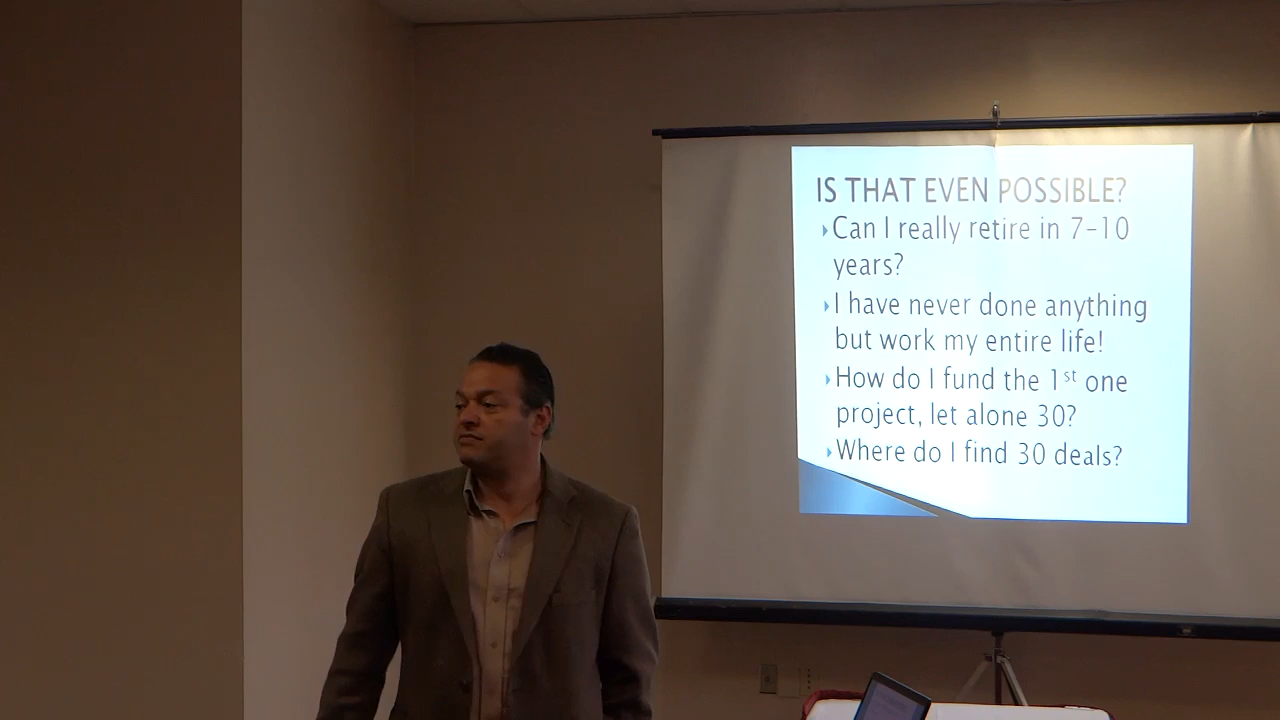 IS THAT EVEN POSSIBLE?
Can I really retire in 7-10
years?
I have never done anything
but work my entire life!
How do I fund the 1st one
project, let alone 30?
Where do I find 30 deals?